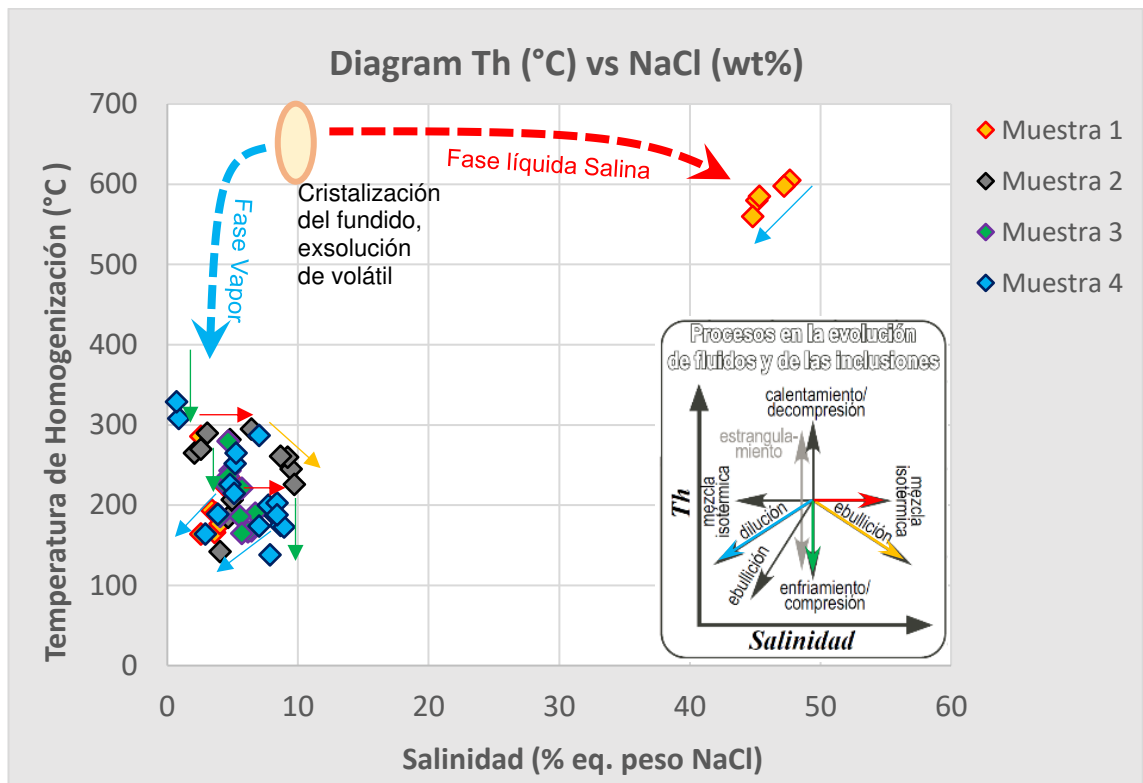 Diagram Th (°C) vs NaCl (wt%)
Temperatura de Homogenización (°C )
700
600
500
400
300
200
100
0
0
10
20
30
40
50
60
Salinidad (% eq. peso NaCl)
Fase líquida Salina
Fase Vapor
Cristalización
del fundido,
exsolución
de volátil
Muestra 1
Muestra 2
Muestra 3
Muestra 4
Procesos en la evolución
de fluidos y de las inclusiones
calentamiento/
decompresión
estrangula-
miento
mezcla
isotérmica
mezcla
isotérmica
dilución
ebullición
ebullición
enfriamiento/
compresión
Th
Salinidad